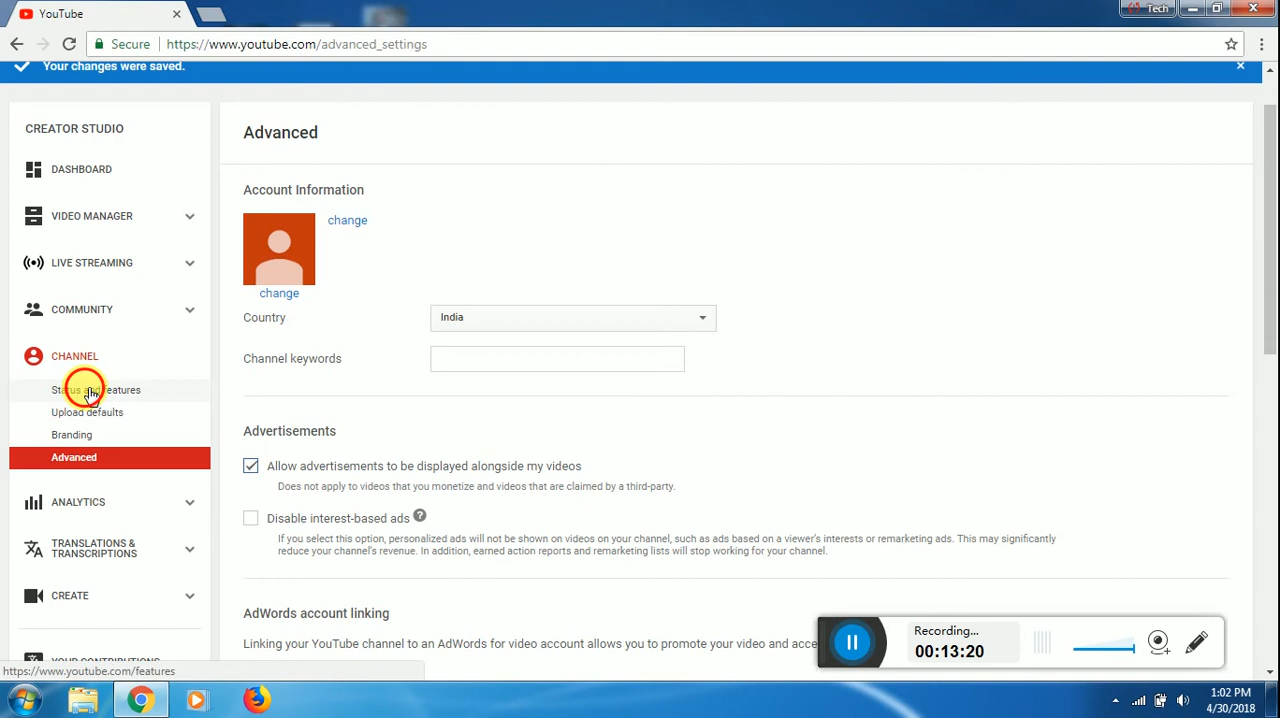 YouTube
Tech
Secure
https://www.youtube.com/advanced_settings
Your changes were saved.
CREATOR STUDIO
DASHBOARD
VIDEO MANAGER
LIVE STREAMING
COMMUNITY
CHANNEL
Status and features
Upload defaults
Branding
Advanced
ANALYTICS
TRANSLATIONS &
TRANSCRIPTIONS
CREATE
YOUR CONTRIBUTIONS
Advanced
Account Information
change
change
Country
India
Channel keywords
Advertisements
Allow advertisements to be displayed alongside my videos
Does not apply to videos that you monetize and videos that are claimed by a third-party.
Disable interest-based ads
If you select this option, personalized ads will not be shown on videos on your channel, such as ads based on a viewer's interests or remarketing ads. This may significantly
reduce your channel's revenue. In addition, earned action reports and remarketing lists will stop working for your channel.
AdWords account linking
Linking your YouTube channel to an AdWords for video account allows you to promote your video and acce
Recording...
00:13:20
https://www.youtube.com/features
1:02 PM
4/30/2018